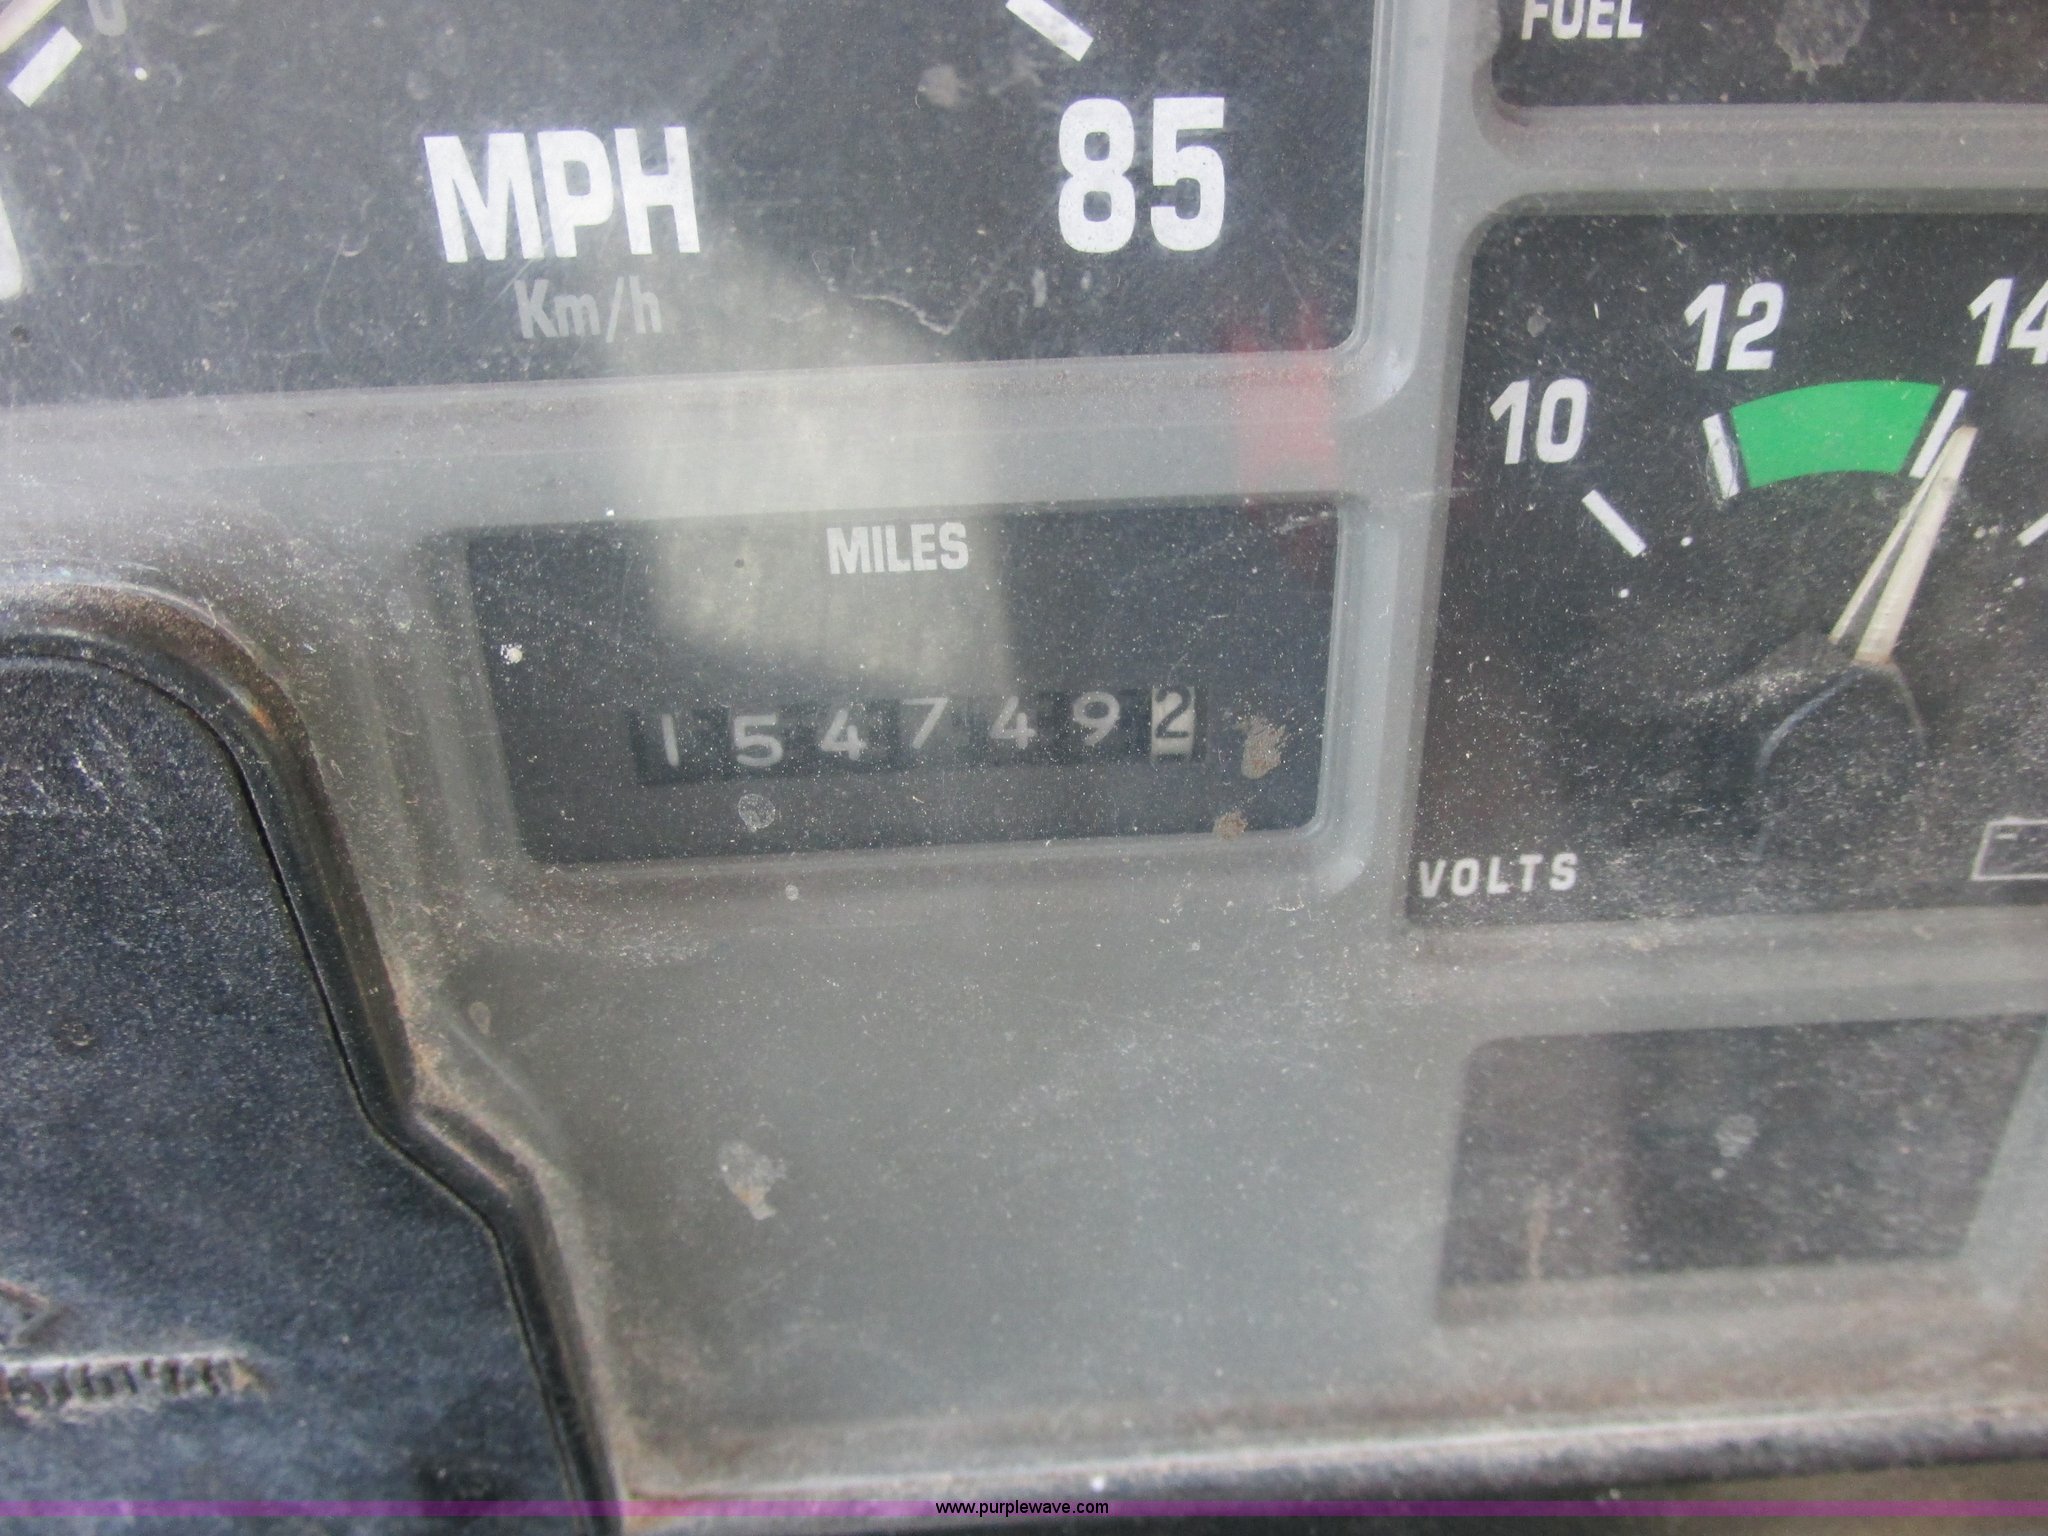 FUEL
MPH
85
Km/h
12
14
10
MILES
1547492
VOLTS
www.purplewave.com